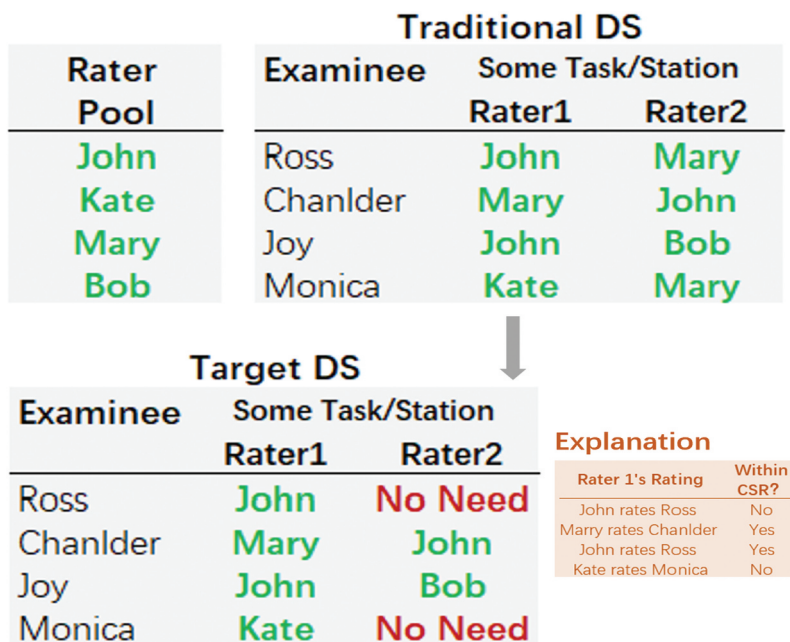 Traditional DS
Rater Pool
John
Kate
Mary
Bob
Examinee Some Task/Station
Rater1 Rater2
Ross John Mary
Chanlder Mary John
Joy John Bob
Monica Kate Mary
Target DS
Examinee Some Task/Station
Rater1 Rater2
Ross John No Need
Chanlder Mary John
Joy John Bob
Monica Kate No Need
Explanation
Rater 1's Rating Within CSR?
John rates Ross No
Marry rates Chanlder Yes
John rates Ross Yes
Kate rates Monica No